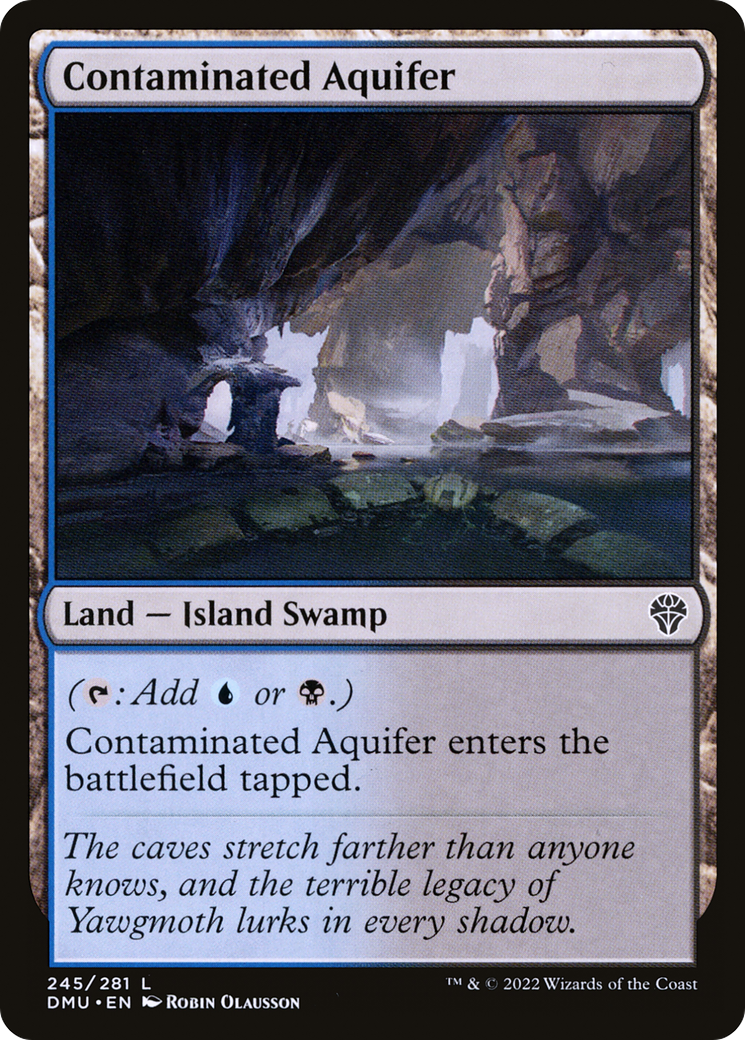 Contaminated Aquifer
Land — Island Swamp
(: Add or .)
Contaminated Aquifer enters the
battlefield tapped.
The caves stretch farther than anyone
knows, and the terrible legacy of
Yawgmoth lurks in every shadow.
245/281 L
DMU • EN Robin Olausson
™ & © 2022 Wizards of the Coast